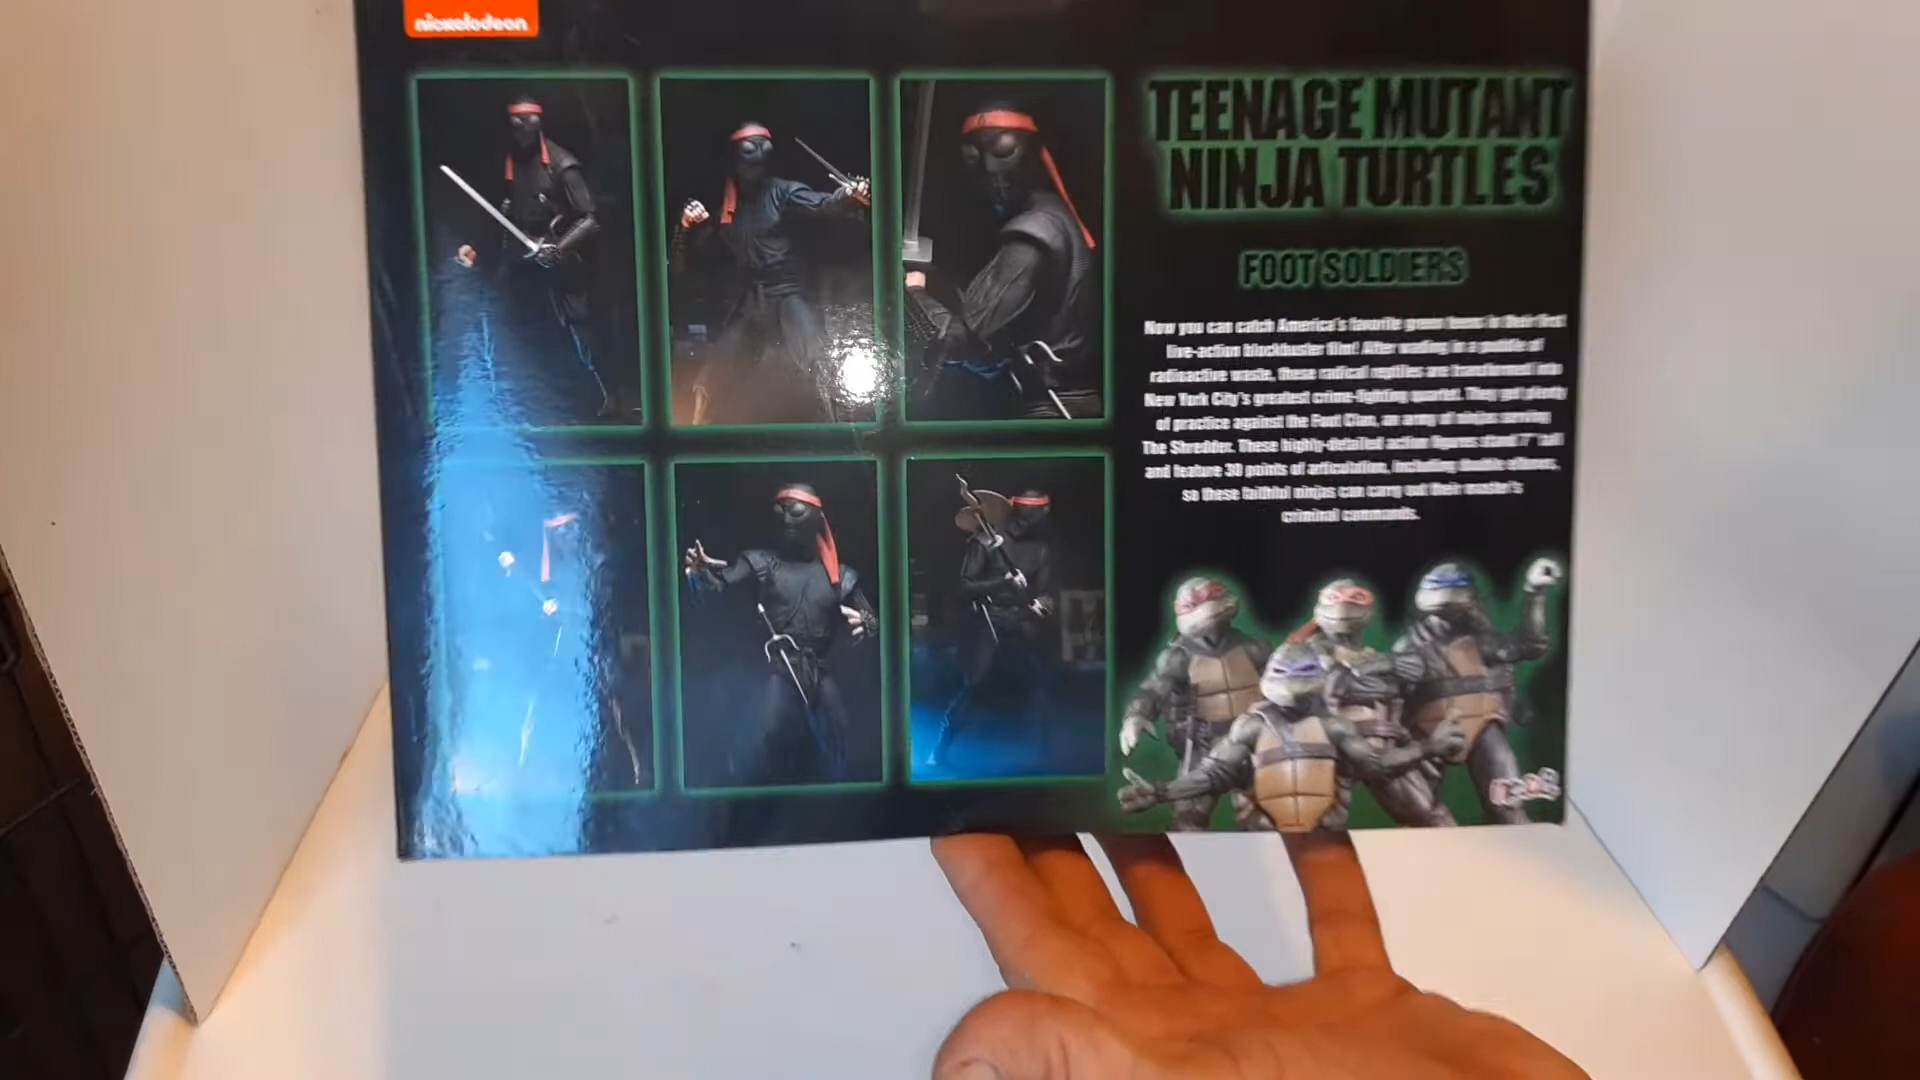 nickelodeon
TEENAGE MUTANT
NINJA TURTLES
FOOT SOLDIERS
Now you can catch America's favorite green teens in their first
live-action blockbuster film! After wading in a puddle of
radioactive waste, these radical reptiles are transformed into
New York City's greatest crime-fighting quartet. They get plenty
of practice against the Foot Clan, an army of ninjas serving
The Shredder. These highly-detailed action figures stand 7" tall
and feature 30 points of articulation, including double elbows,
so these faithful ninjas can carry out their master's
criminal commands.